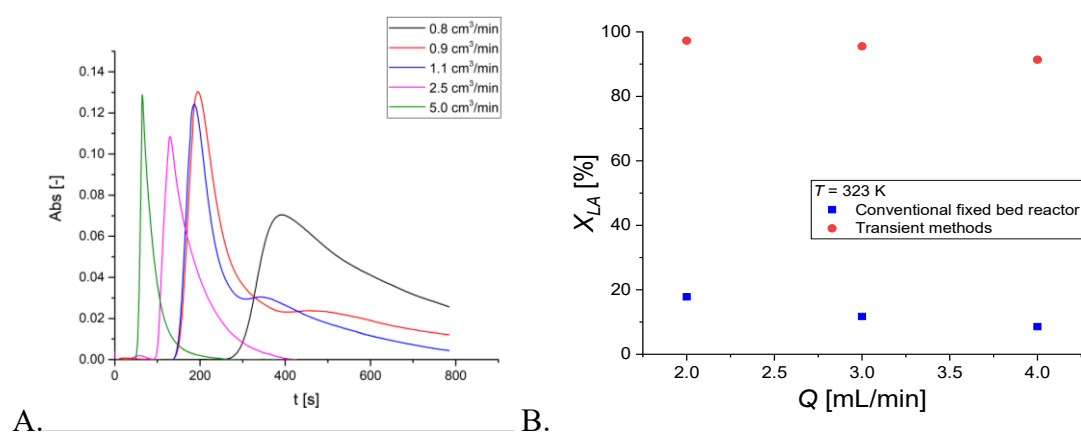 0.8 cm³/min
0.9 cm³/min
1.1 cm³/min
2.5 cm³/min
5.0 cm³/min
0.14
0.12
0.10
0.08
0.06
0.04
0.02
0.00
Abs [-]
0 200 400 600 800
t [s]
A.
100
80
60
40
20
0
X_LA [%]
T = 323 K
Conventional fixed bed reactor
Transient methods
2.0 2.5 3.0 3.5 4.0
Q [mL/min]
B.